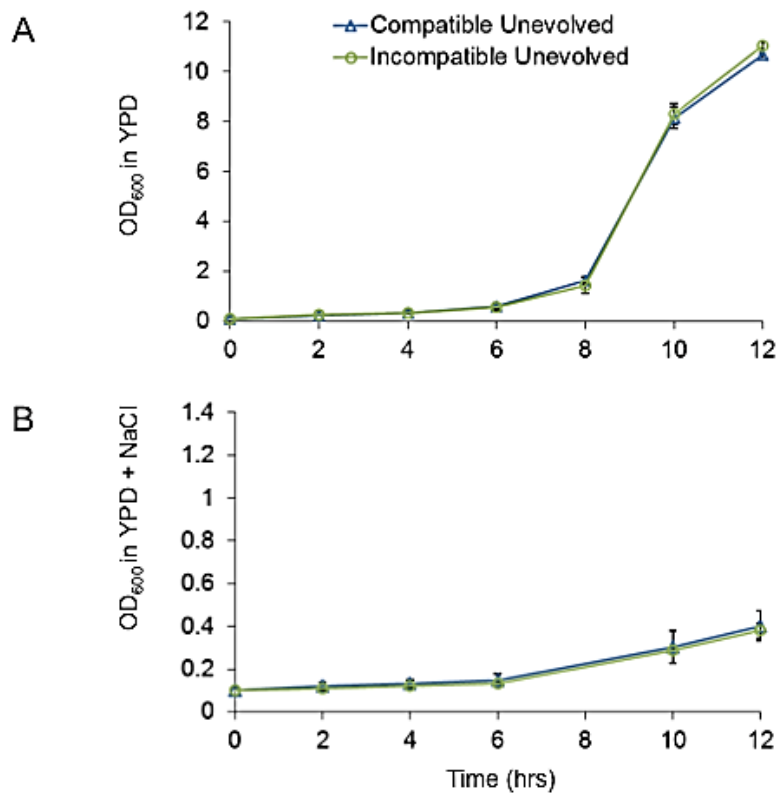 A
Compatible Unevolved
Incompatible Unevolved
OD600 in YPD
12
10
8
6
4
2
0
0 2 4 6 8 10 12
B
OD600 in YPD + NaCl
1.4
1.2
1
0.8
0.6
0.4
0.2
0
0 2 4 6 8 10 12
Time (hrs)